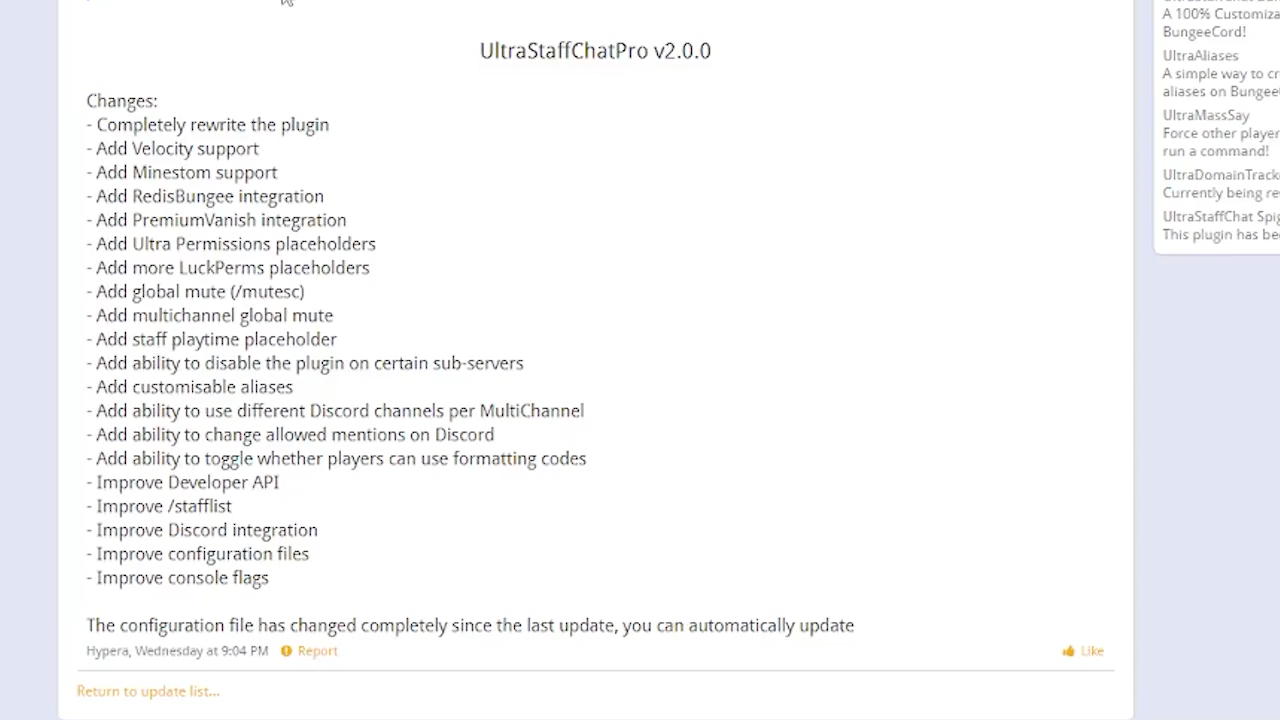 UltraStaffChatPro v2.0.0
Changes:
- Completely rewrite the plugin
- Add Velocity support
- Add Minestom support
- Add RedisBungee integration
- Add PremiumVanish integration
- Add Ultra Permissions placeholders
- Add more LuckPerms placeholders
- Add global mute (/mutesc)
- Add multichannel global mute
- Add staff playtime placeholder
- Add ability to disable the plugin on certain sub-servers
- Add customisable aliases
- Add ability to use different Discord channels per MultiChannel
- Add ability to change allowed mentions on Discord
- Add ability to toggle whether players can use formatting codes
- Improve Developer API
- Improve /stafflist
- Improve Discord integration
- Improve configuration files
- Improve console flags
The configuration file has changed completely since the last update, you can automatically update
Hypera, Wednesday at 9:04 PM Report Like
Return to update list...
A 100% Customiza
BungeeCord!
UltraAliases
A simple way to cr
aliases on Bungee
UltraMassSay
Force other player
run a command!
UltraDomainTrack
Currently being re
UltraStaffChat Spig
This plugin has bee